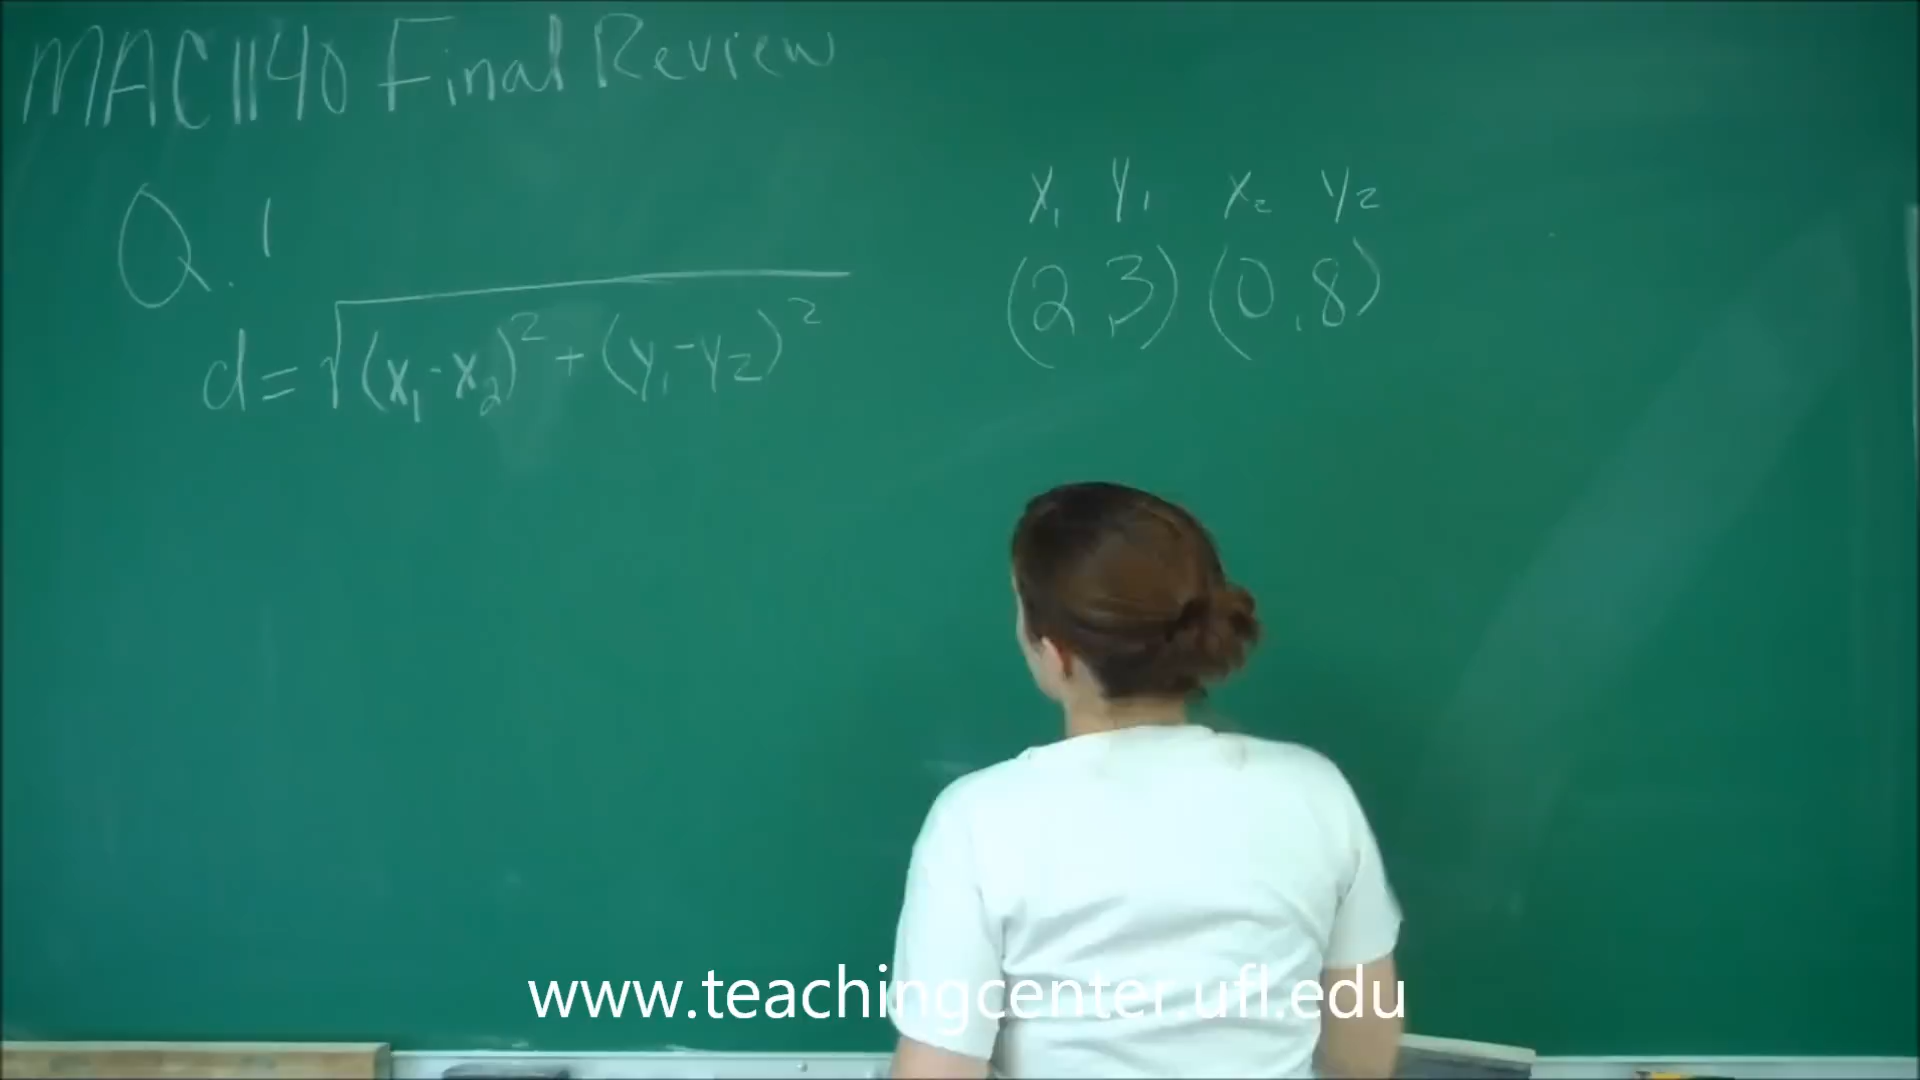 MAC1140 Final Review
Q. 1
d = √(x₁-x₂)² + (y₁-y₂)²
x₁ y₁ x₂ y₂
(2,3) (0,8)
www.teachingcenter.ufl.edu